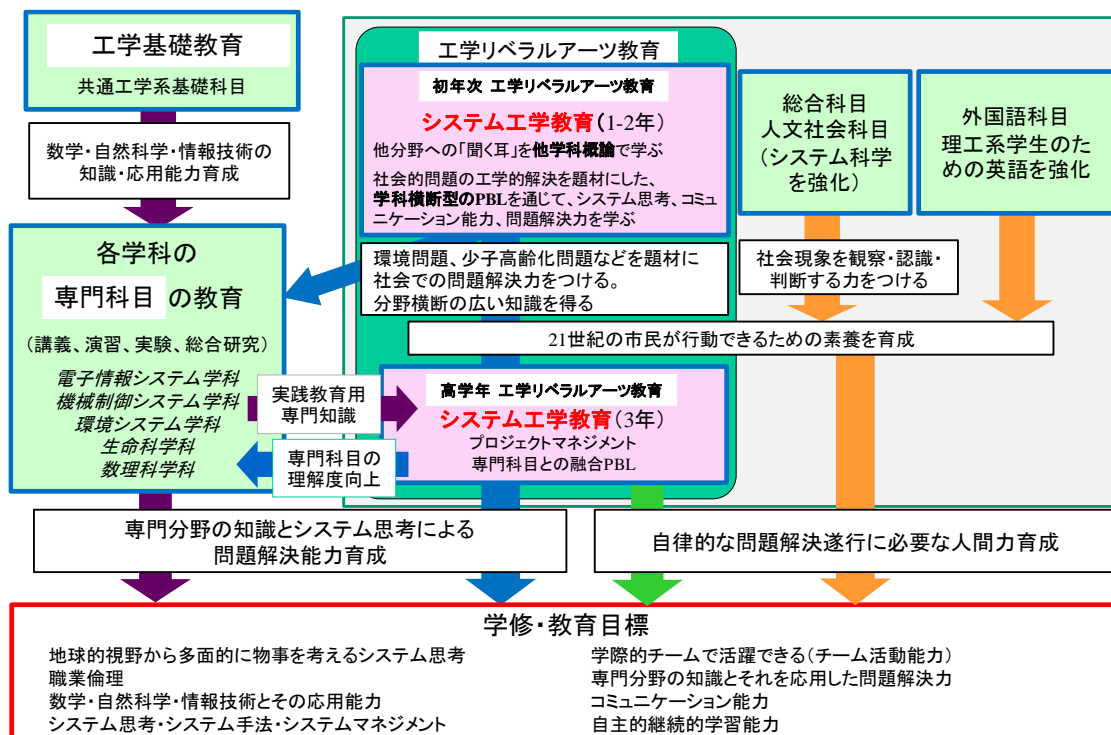 工学基礎教育
共通工学系基礎科目
数学・自然科学・情報技術の
知識・応用能力育成
各学科の
専門科目 の教育
(講義、演習、実験、総合研究)
電子情報システム学科
機械制御システム学科
環境システム学科
生命科学科
数理科学科
工学リベラルアーツ教育
初年次 工学リベラルアーツ教育
システム工学教育(1-2年)
他分野への「聞く耳」を他学科概論で学ぶ
社会的問題の工学的解決を題材にした、
学科横断型のPBLを通じて、システム思考、コミュ
ニケーション能力、問題解決力を学ぶ
環境問題、少子高齢化問題などを題材に
社会での問題解決力をつける。
分野横断の広い知識を得る
総合科目
人文社会科目
(システム科学
を強化)
外国語科目
理工系学生のた
めの英語を強化
社会現象を観察・認識・
判断する力をつける
21世紀の市民が行動できるための素養を育成
実践教育用
専門知識
専門科目の
理解度向上
高学年 工学リベラルアーツ教育
システム工学教育(3年)
プロジェクトマネジメント
専門科目との融合PBL
専門分野の知識とシステム思考による
問題解決能力育成
自律的な問題解決遂行に必要な人間力育成
学修・教育目標
地球的視野から多面的に物事を考えるシステム思考
職業倫理
数学・自然科学・情報技術とその応用能力
システム思考・システム手法・システムマネジメント
学際的チームで活躍できる(チーム活動能力)
専門分野の知識とそれを応用した問題解決力
コミュニケーション能力
自主的継続的学習能力